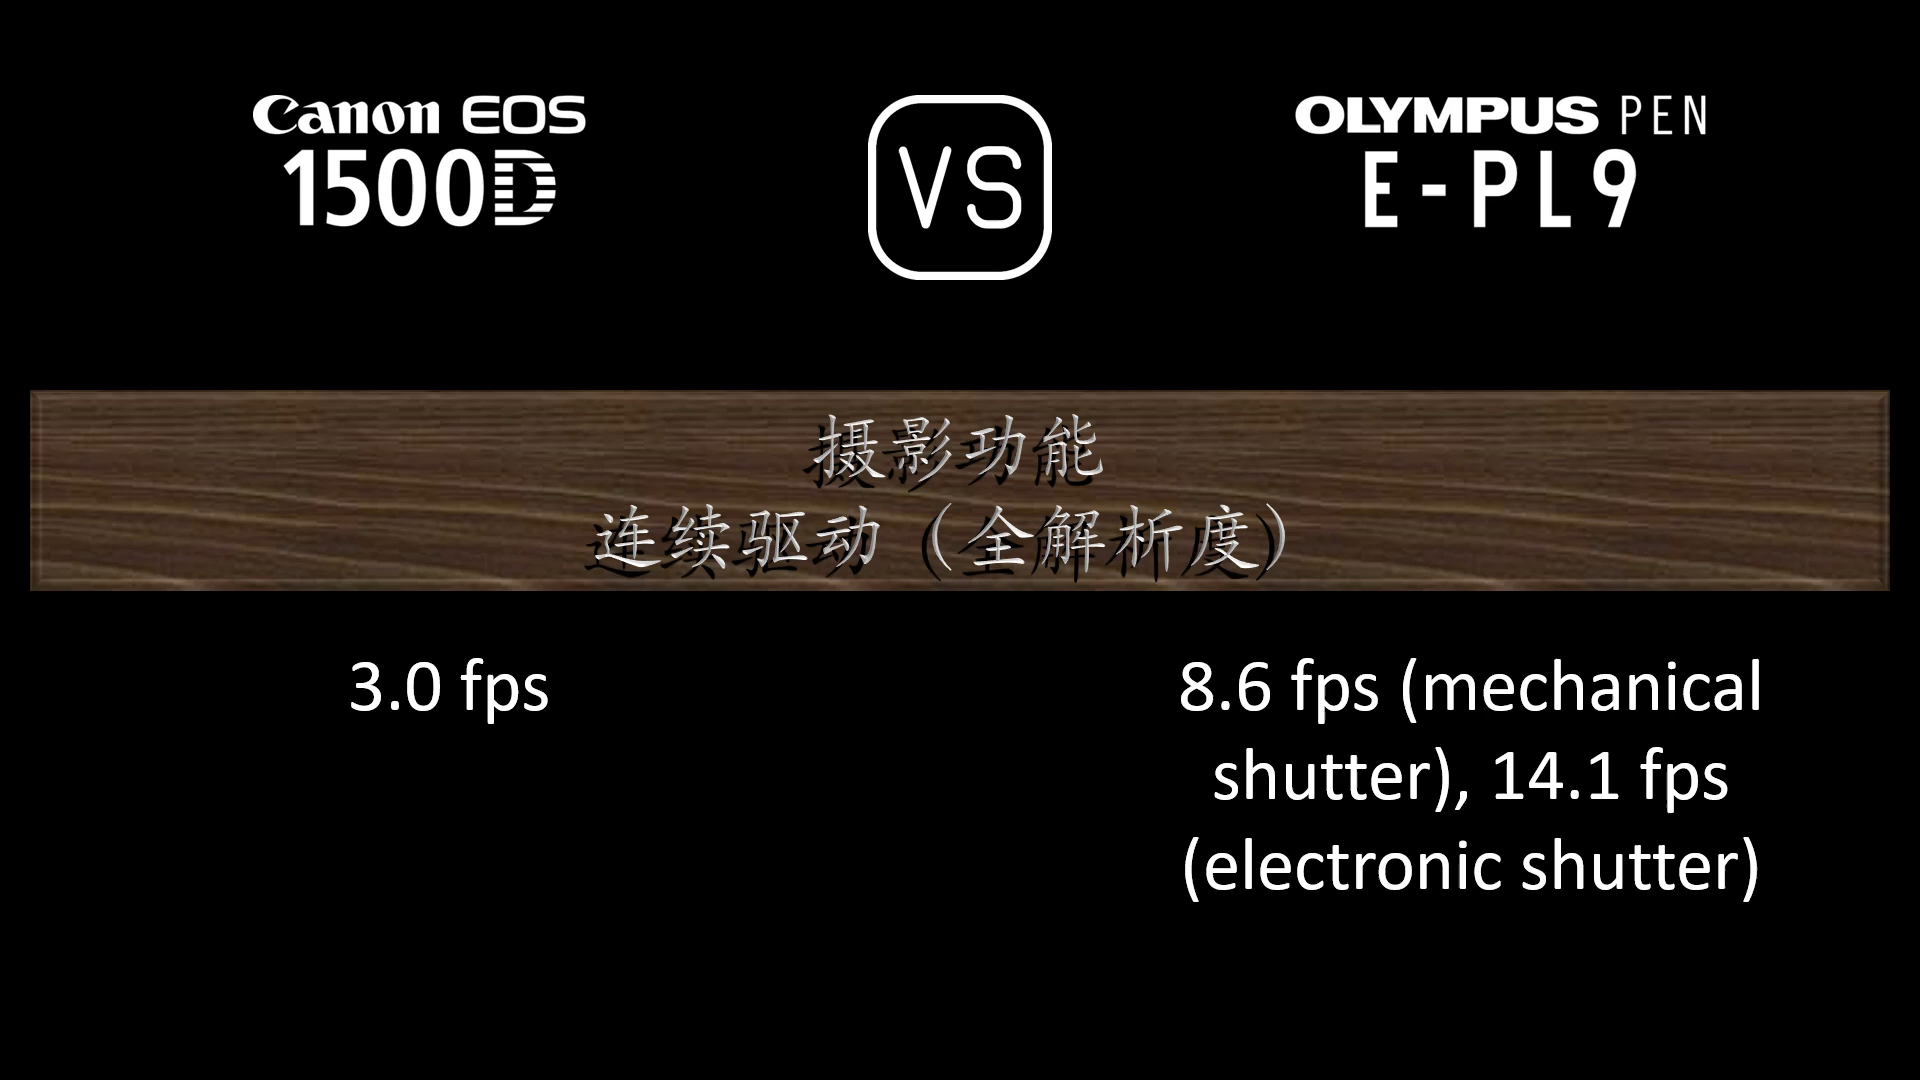 Canon EOS
1500D
VS
OLYMPUS PEN
E-PL9
摄影功能
连续驱动（全解析度）
3.0 fps
8.6 fps (mechanical
shutter), 14.1 fps
(electronic shutter)